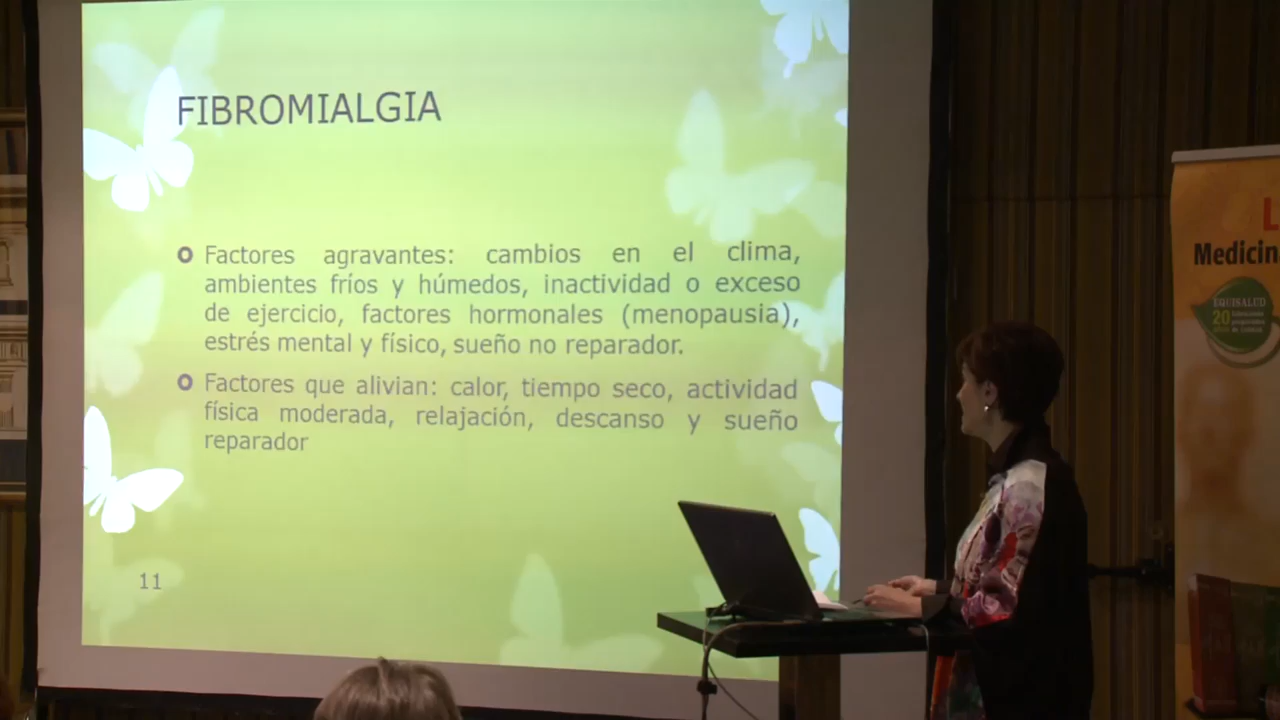 FIBROMIALGIA
Factores agravantes: cambios en el clima,
ambientes fríos y húmedos, inactividad o exceso
de ejercicio, factores hormonales (menopausia),
estrés mental y físico, sueño no reparador.
Factores que alivian: calor, tiempo seco, actividad
física moderada, relajación, descanso y sueño
reparador
11
L
Medicin
EQUISALUD
20